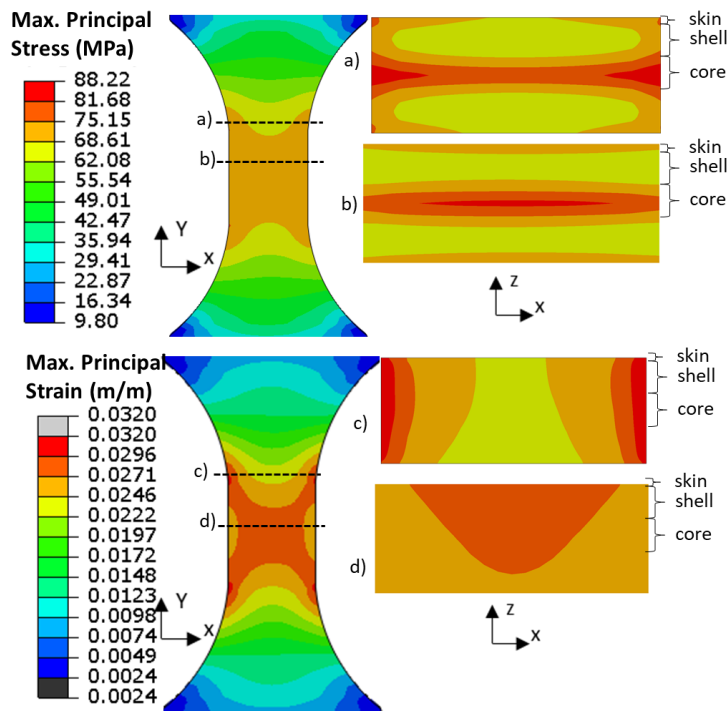 Max. Principal
Stress (MPa)
88.22
81.68
75.15
68.61
62.08
55.54
49.01
42.47
35.94
29.41
22.87
16.34
9.80
Y
x
a)
b)
a)
skin
shell
core
b)
skin
shell
core
z
x
Max. Principal
Strain (m/m)
0.0320
0.0320
0.0296
0.0271
0.0246
0.0222
0.0197
0.0172
0.0148
0.0123
0.0098
0.0074
0.0049
0.0024
0.0024
Y
x
c)
d)
c)
skin
shell
core
d)
skin
shell
core
z
x